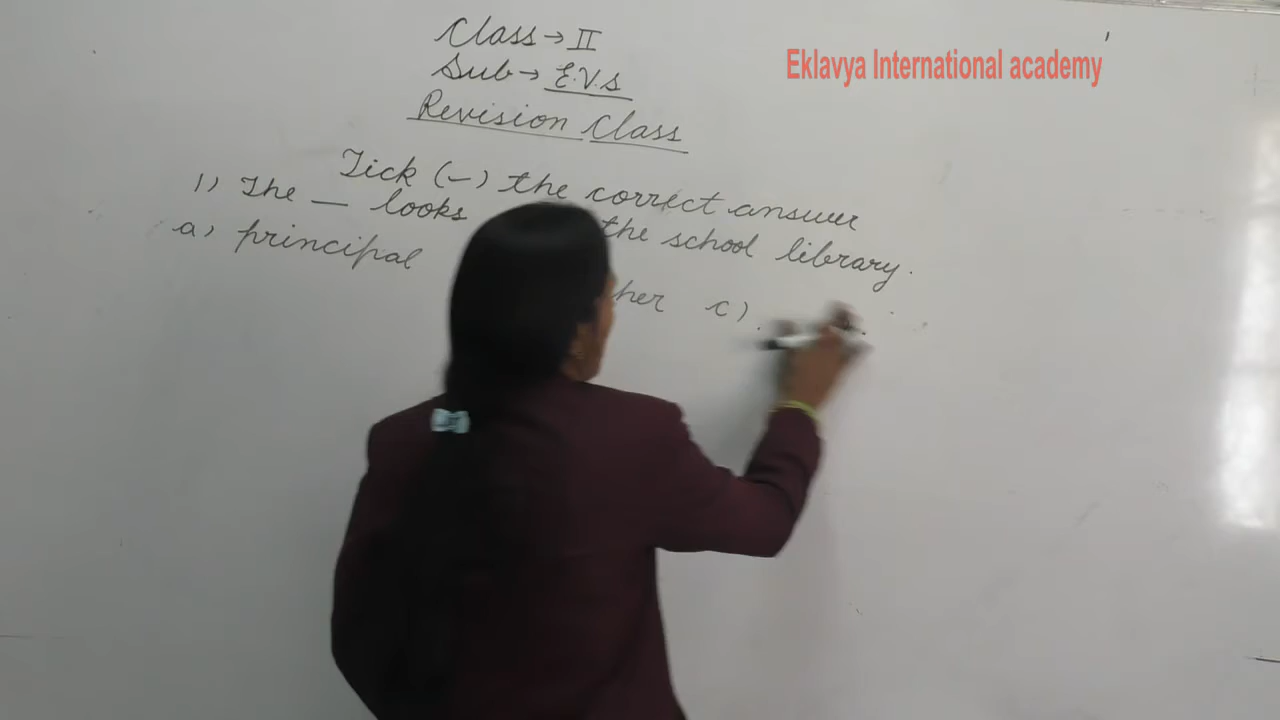 Class → II
Eklavya International academy
Sub → E.V.S
Revision Class
Tick (–) the correct answer
1) The — looks the school library.
a) principal her c)